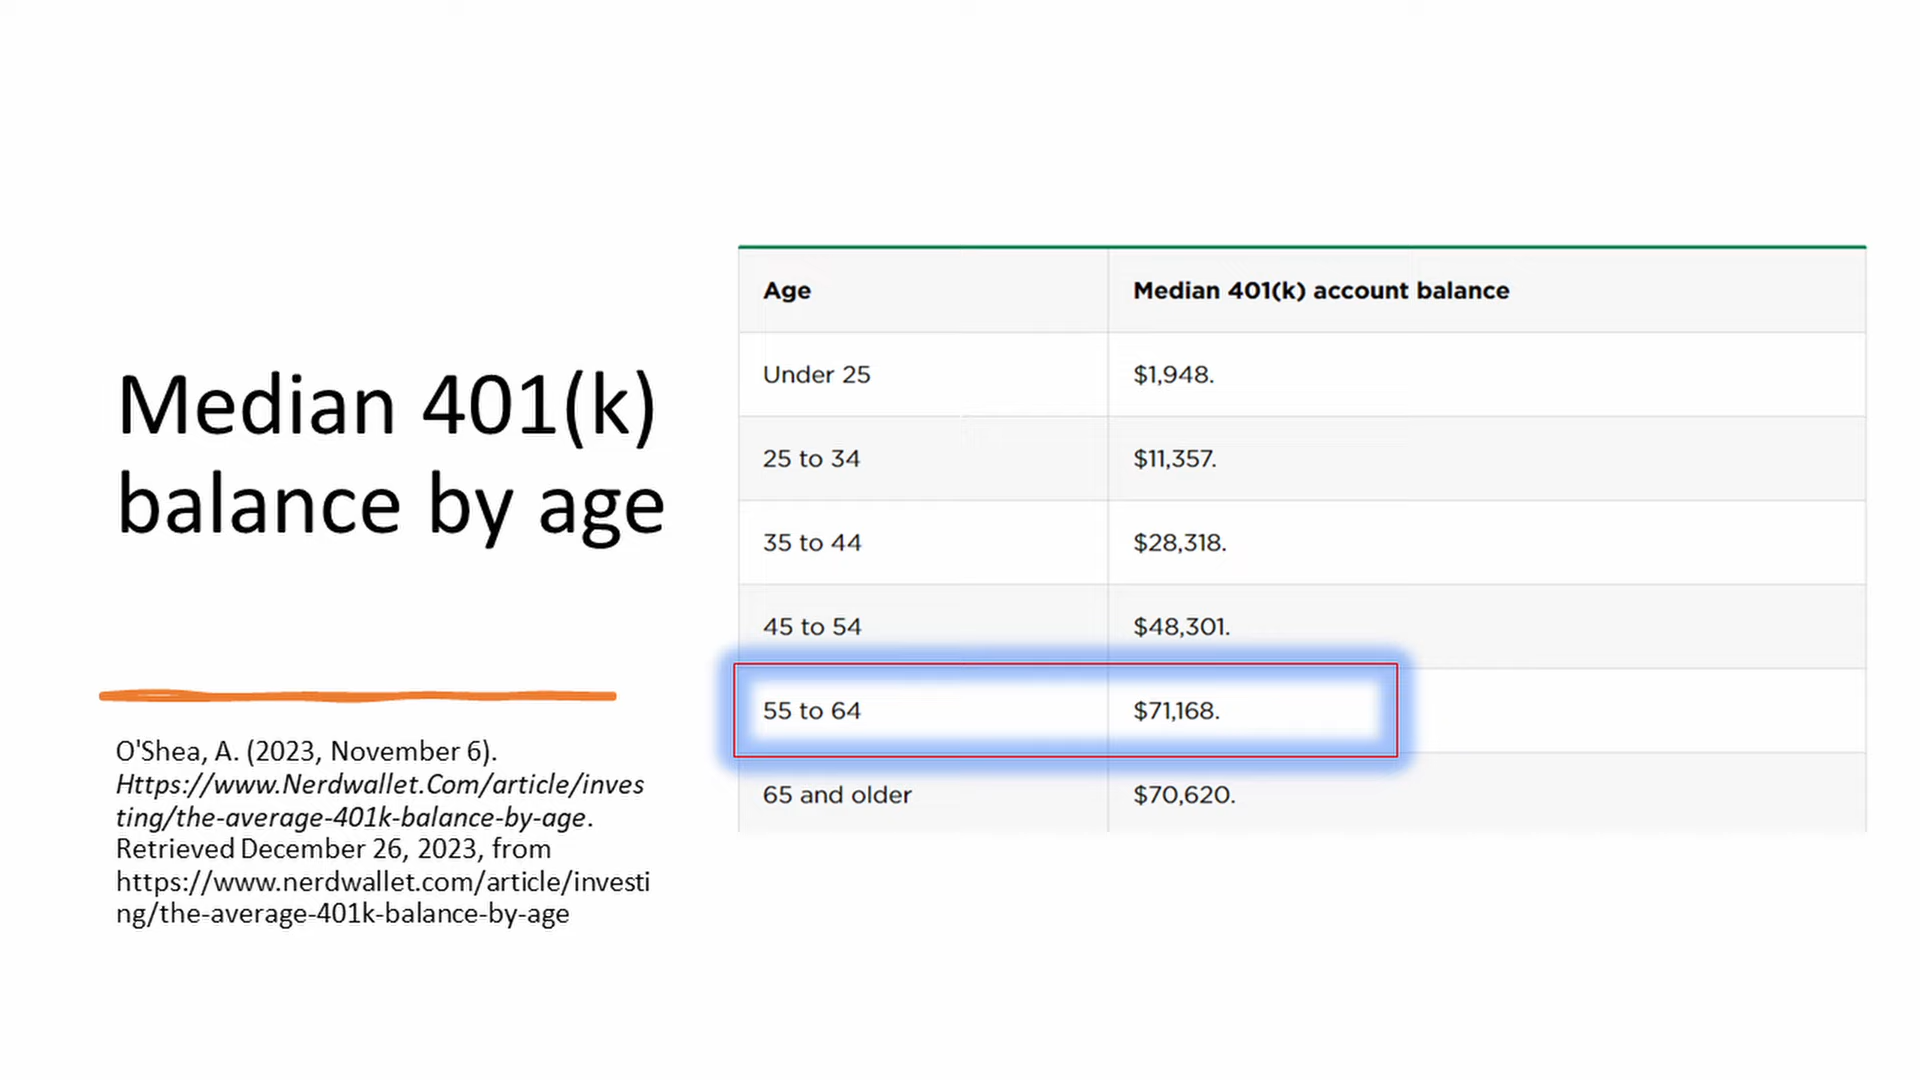 Median 401(k)
balance by age
O'Shea, A. (2023, November 6).
Https://www.Nerdwallet.Com/article/inves
ting/the-average-401k-balance-by-age.
Retrieved December 26, 2023, from
https://www.nerdwallet.com/article/investi
ng/the-average-401k-balance-by-age
Age Median 401(k) account balance
Under 25 $1,948.
25 to 34 $11,357.
35 to 44 $28,318.
45 to 54 $48,301.
55 to 64 $71,168.
65 and older $70,620.